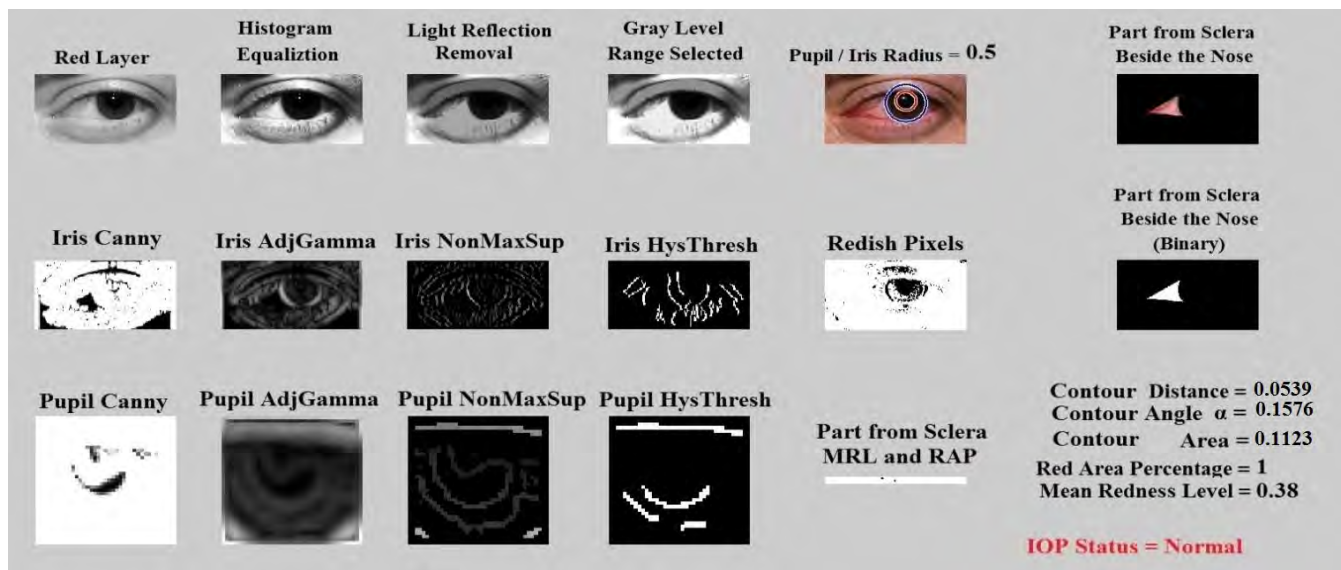 Red Layer
Histogram
Equaliztion
Light Reflection
Removal
Gray Level
Range Selected
Pupil / Iris Radius = 0.5
Part from Sclera
Beside the Nose
Iris Canny
Iris AdjGamma
Iris NonMaxSup
Iris HysThresh
Redish Pixels
Part from Sclera
Beside the Nose
(Binary)
Pupil Canny
Pupil AdjGamma
Pupil NonMaxSup
Pupil HysThresh
Part from Sclera
MRL and RAP
Contour Distance = 0.0539
Contour Angle α = 0.1576
Contour Area = 0.1123
Red Area Percentage = 1
Mean Redness Level = 0.38
IOP Status = Normal